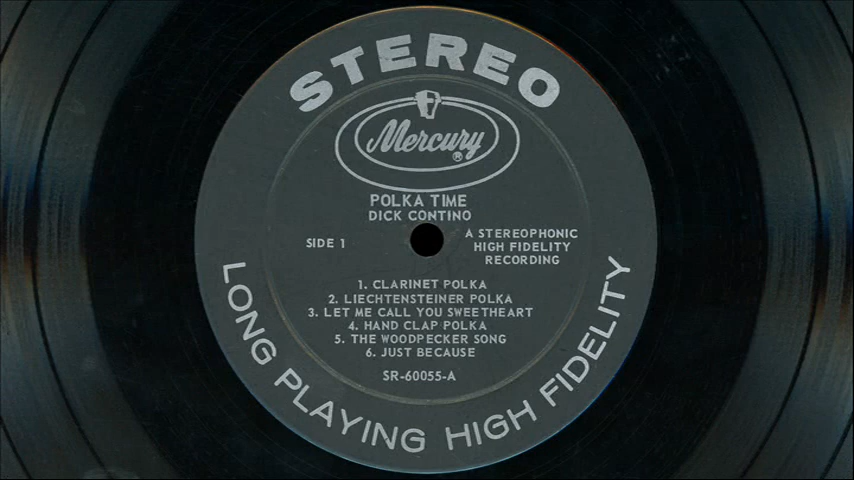 STEREO
Mercury
®
POLKA TIME
DICK CONTINO
SIDE 1
A STEREOPHONIC
HIGH FIDELITY
RECORDING
1. CLARINET POLKA
2. LIECHTENSTEINER POLKA
3. LET ME CALL YOU SWEETHEART
4. HAND CLAP POLKA
5. THE WOODPECKER SONG
6. JUST BECAUSE
SR-60055-A
LONG PLAYING HIGH FIDELITY